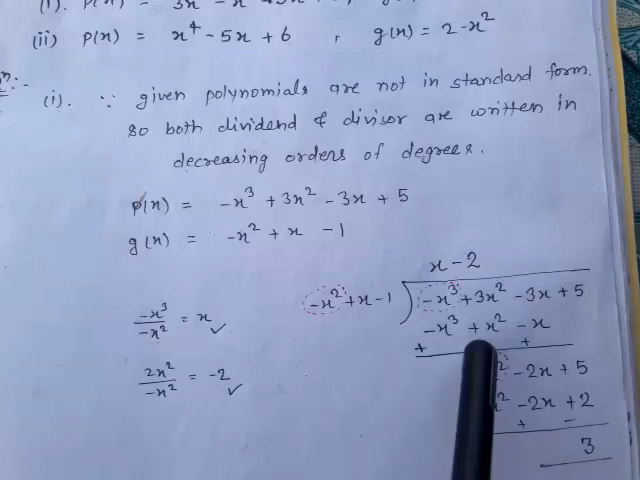 (ii) P(x) = x⁴ - 5x + 6 , g(x) = 2 - x²
(i). ∵ given polynomials are not in standard form.
so both dividend & divisor are written in
decreasing orders of degrees.
p(x) = -x³ + 3x² - 3x + 5
g(x) = -x² + x - 1
x - 2
-x² + x - 1 ) -x³ + 3x² - 3x + 5
-x³/-x² = x ✓
-x³ + x² - x
+ +
2x²/-x² = -2 ✓
- 2x + 5
- 2x + 2
+ -
3